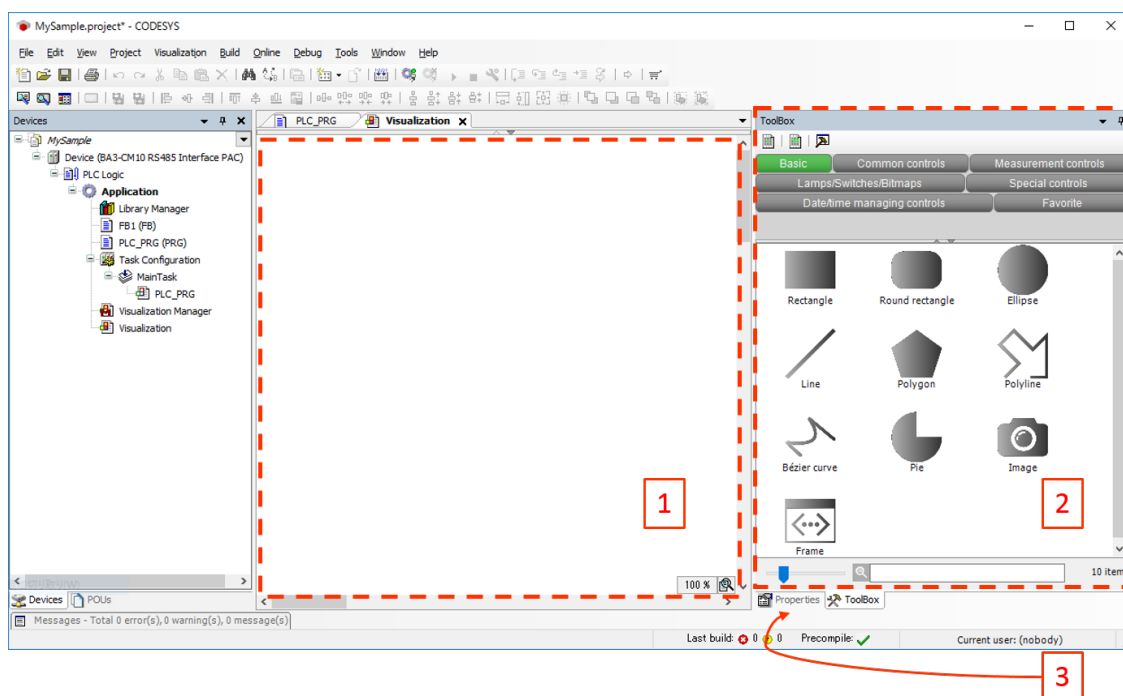 MySample.project* - CODESYS
File Edit View Project Visualization Build Online Debug Tools Window Help
Devices
MySample
Device (BA3-CM10 RS485 Interface PAC)
PLC Logic
Application
Library Manager
FB1 (FB)
PLC_PRG (PRG)
Task Configuration
MainTask
PLC_PRG
Visualization Manager
Visualization
Devices POUs
PLC_PRG Visualization
1
100 %
ToolBox
Basic Common controls Measurement controls
Lamps/Switches/Bitmaps Special controls
Date/time managing controls Favorite
Rectangle Round rectangle Ellipse
Line Polygon Polyline
Bézier curve Pie Image
2
Frame
10 item
Properties ToolBox
Messages - Total 0 error(s), 0 warning(s), 0 message(s)
Last build: 0 0 Precompile: Current user: (nobody)
3